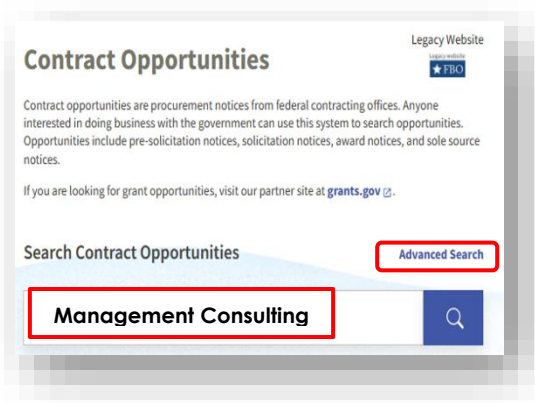 Legacy Website
Legacy website
★ FBO
Contract Opportunities
Contract opportunities are procurement notices from federal contracting offices. Anyone
interested in doing business with the government can use this system to search opportunities.
Opportunities include pre-solicitation notices, solicitation notices, award notices, and sole source
notices.
If you are looking for grant opportunities, visit our partner site at grants.gov.
Search Contract Opportunities
Advanced Search
Management Consulting